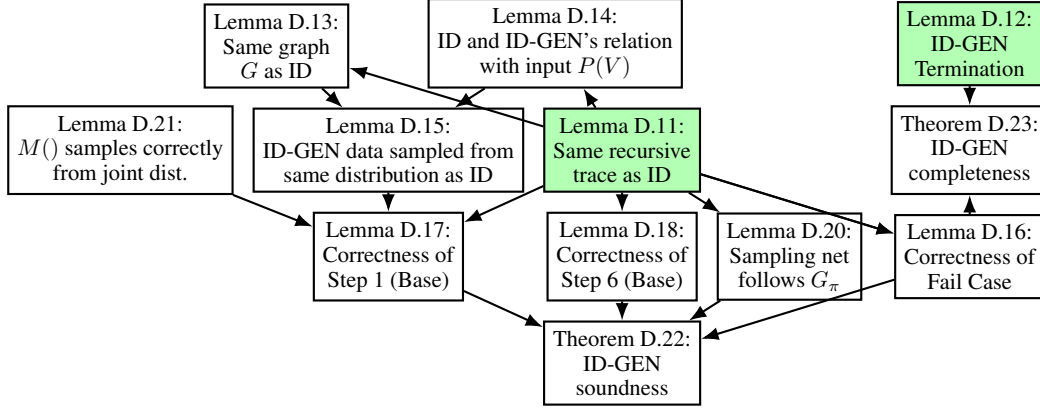 Lemma D.13:
Same graph
G as ID
Lemma D.14:
ID and ID-GEN's relation
with input P(V)
Lemma D.12:
ID-GEN
Termination
Lemma D.21:
M() samples correctly
from joint dist.
Lemma D.15:
ID-GEN data sampled from
same distribution as ID
Lemma D.11:
Same recursive
trace as ID
Theorem D.23:
ID-GEN
completeness
Lemma D.17:
Correctness of
Step 1 (Base)
Lemma D.18:
Correctness of
Step 6 (Base)
Lemma D.20:
Sampling net
follows Gπ
Lemma D.16:
Correctness of
Fail Case
Theorem D.22:
ID-GEN
soundness